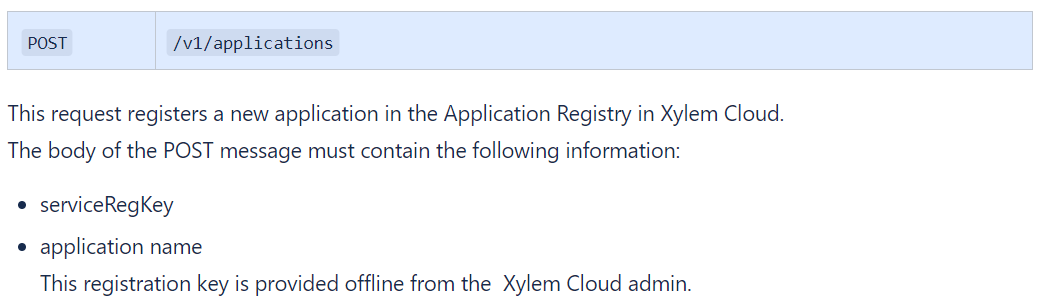 POST /v1/applications
This request registers a new application in the Application Registry in Xylem Cloud.
The body of the POST message must contain the following information:
• serviceRegKey
• application name
This registration key is provided offline from the  Xylem Cloud admin.